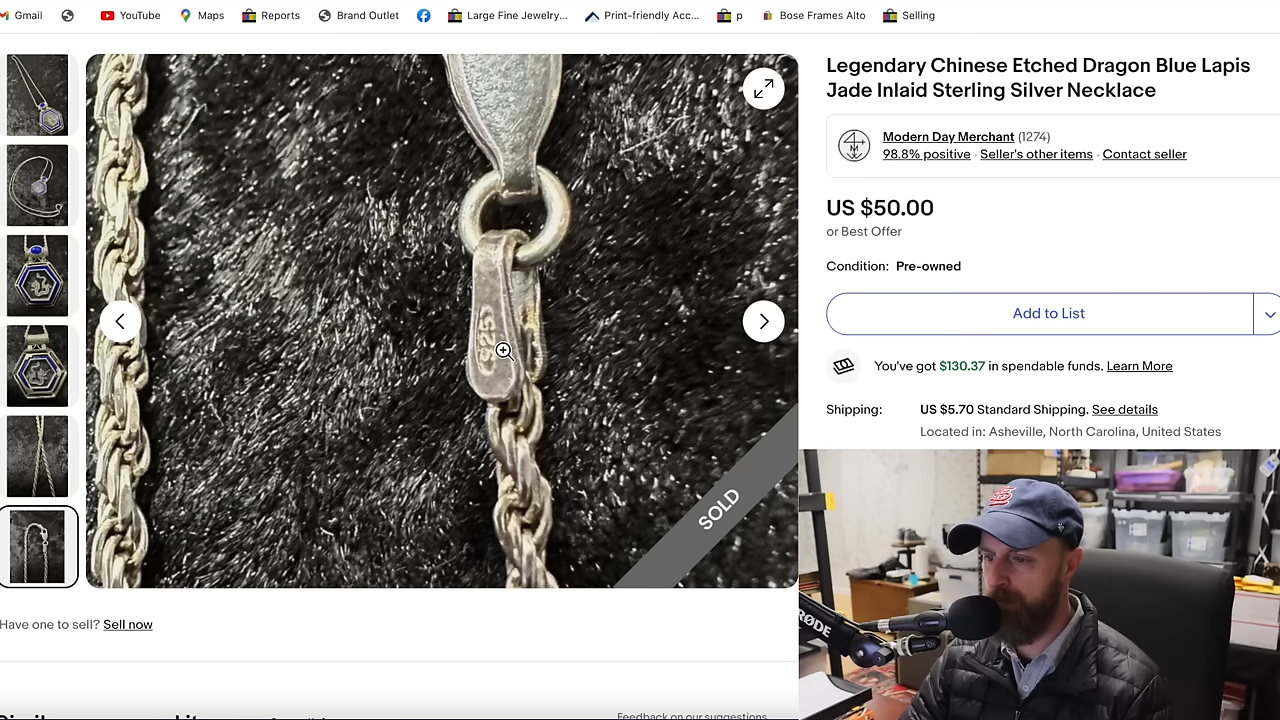 Gmail
YouTube
Maps
Reports
Brand Outlet
Large Fine Jewelry...
Print-friendly Acc...
p
Bose Frames Alto
Selling
Legendary Chinese Etched Dragon Blue Lapis
Jade Inlaid Sterling Silver Necklace
Modern Day Merchant (1274)
98.8% positive · Seller's other items · Contact seller
US $50.00
or Best Offer
Condition: Pre-owned
Add to List
You've got $130.37 in spendable funds. Learn More
Shipping: US $5.70 Standard Shipping. See details
Located in: Asheville, North Carolina, United States
925
SOLD
RØDE
Have one to sell? Sell now
Feedback on our suggestions